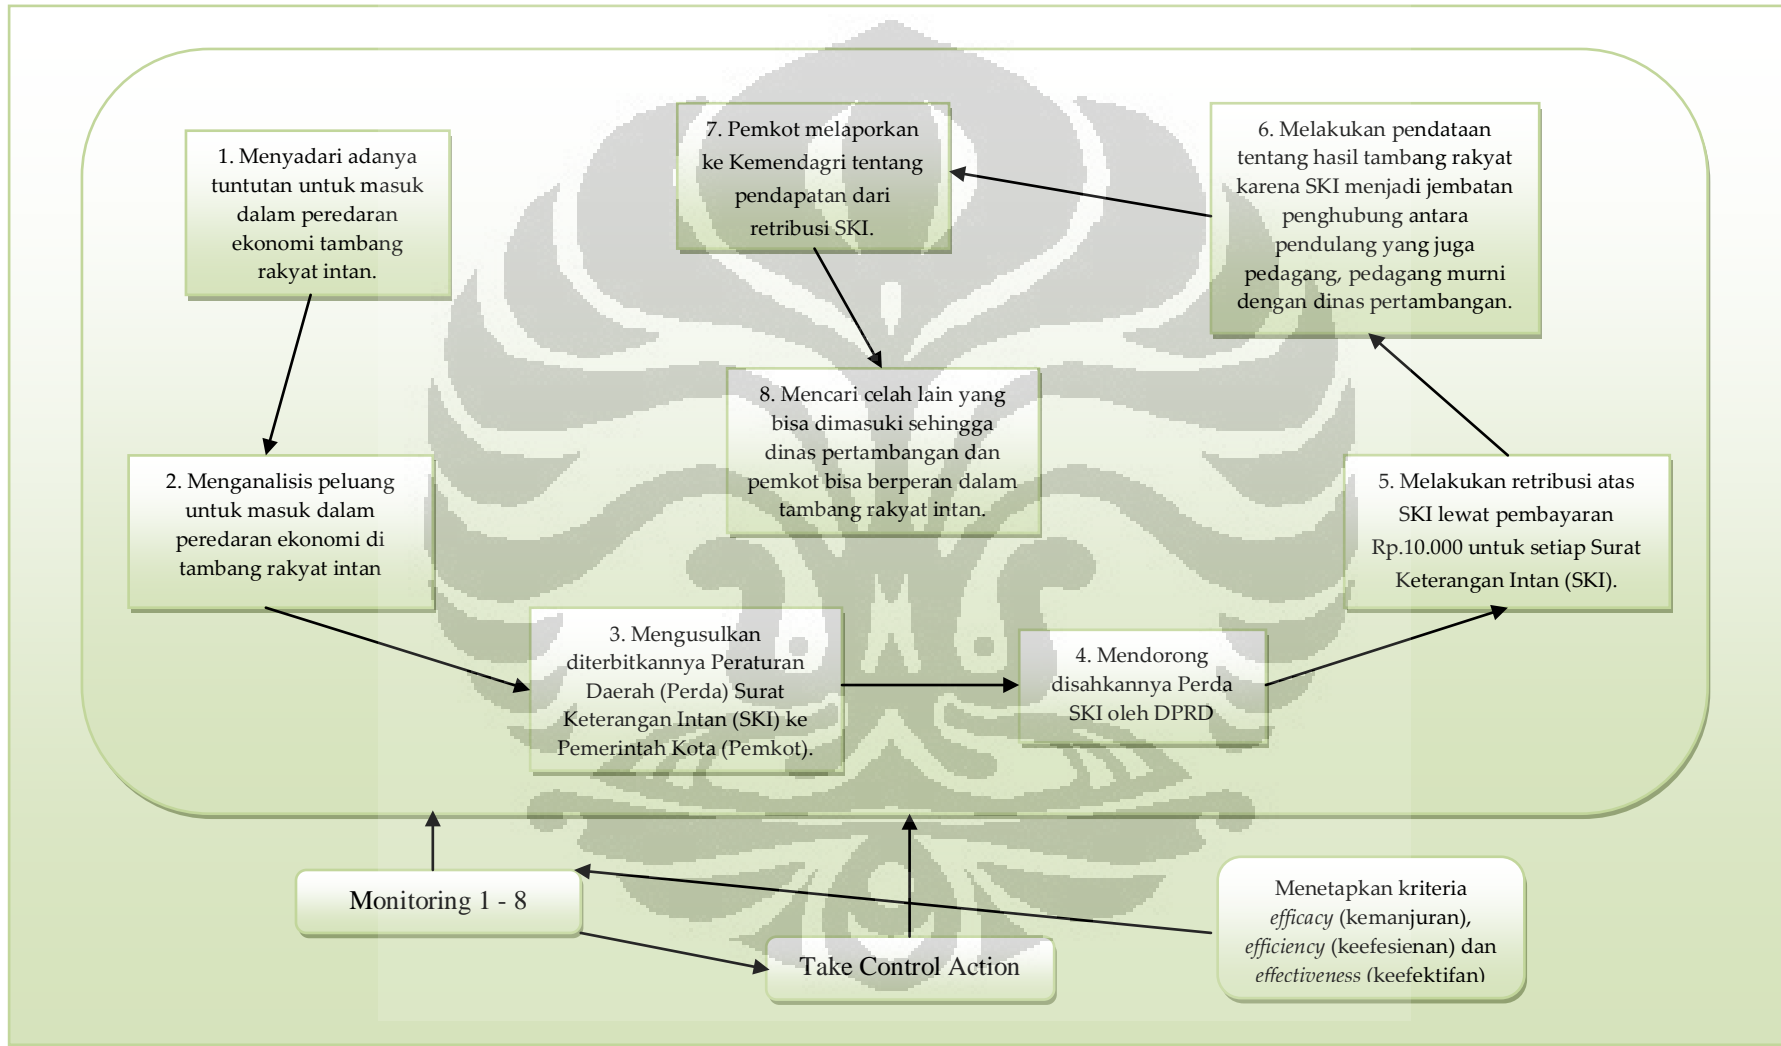 1. Menyadari adanya
tuntutan untuk masuk
dalam peredaran
ekonomi tambang
rakyat intan.
2. Menganalisis peluang
untuk masuk dalam
peredaran ekonomi di
tambang rakyat intan
3. Mengusulkan
diterbitkannya Peraturan
Daerah (Perda) Surat
Keterangan Intan (SKI) ke
Pemerintah Kota (Pemkot).
4. Mendorong
disahkannya Perda
SKI oleh DPRD
5. Melakukan retribusi atas
SKI lewat pembayaran
Rp.10.000 untuk setiap Surat
Keterangan Intan (SKI).
6. Melakukan pendataan
tentang hasil tambang rakyat
karena SKI menjadi jembatan
penghubung antara
pendulang yang juga
pedagang, pedagang murni
dengan dinas pertambangan.
7. Pemkot melaporkan
ke Kemendagri tentang
pendapatan dari
retribusi SKI.
8. Mencari celah lain yang
bisa dimasuki sehingga
dinas pertambangan dan
pemkot bisa berperan dalam
tambang rakyat intan.
Monitoring 1 - 8
Take Control Action
Menetapkan kriteria
efficacy (kemanjuran),
efficiency (keefesienan) dan
effectiveness (keefektifan)